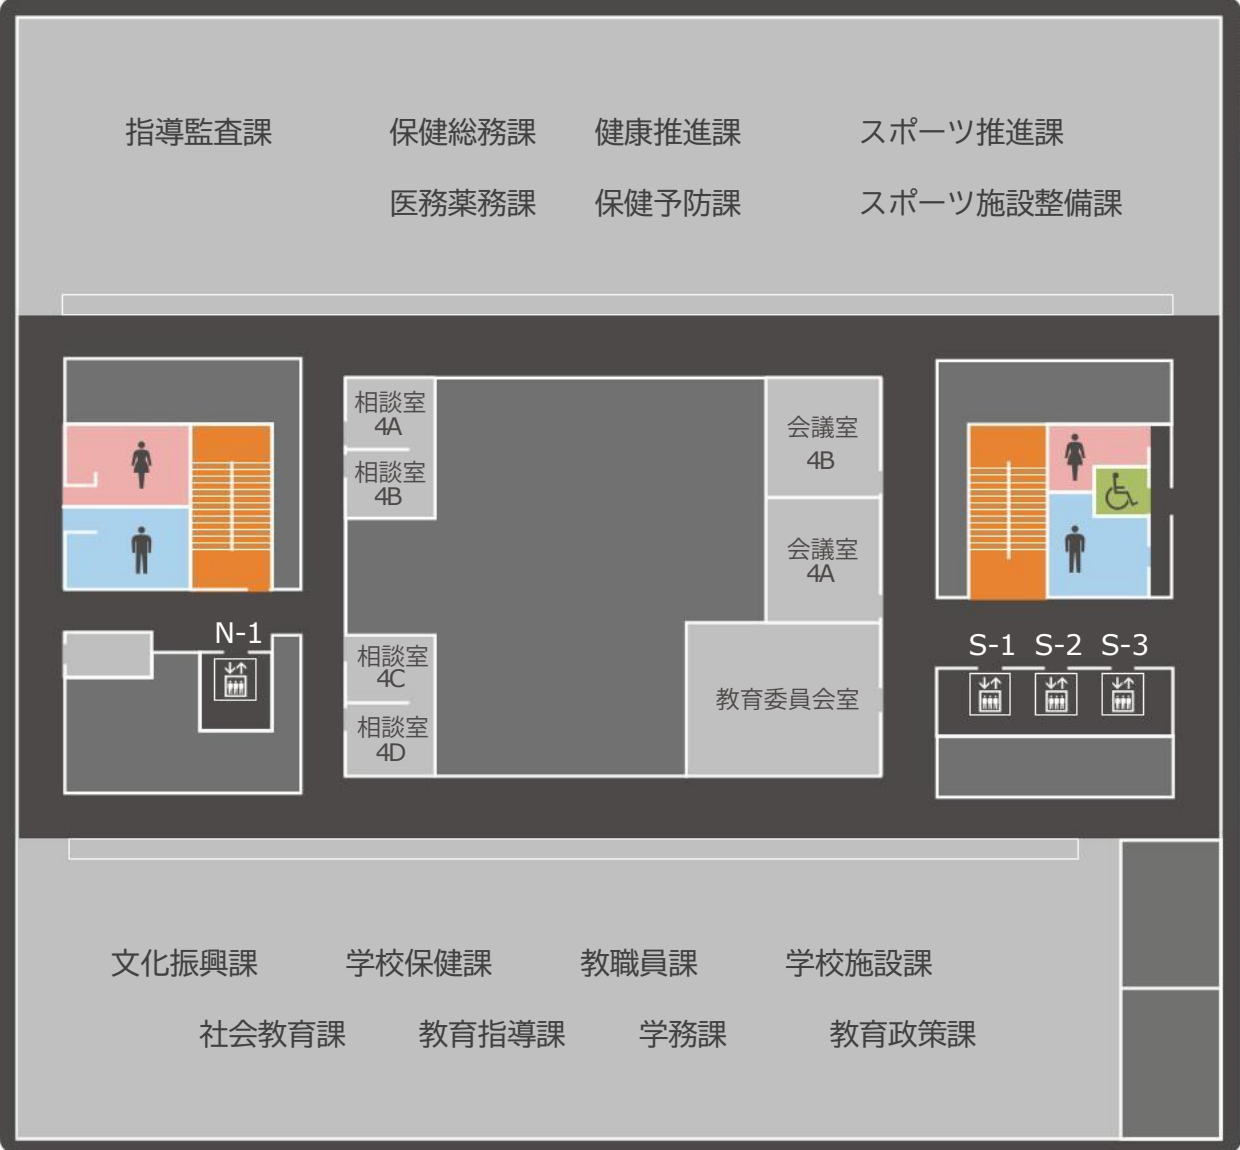 指導監査課
保健総務課
健康推進課
スポーツ推進課
医務薬務課
保健予防課
スポーツ施設整備課
相談室
4A
相談室
4B
会議室
4B
会議室
4A
N-1
S-1
S-2
S-3
相談室
4C
相談室
4D
教育委員会室
文化振興課
学校保健課
教職員課
学校施設課
社会教育課
教育指導課
学務課
教育政策課